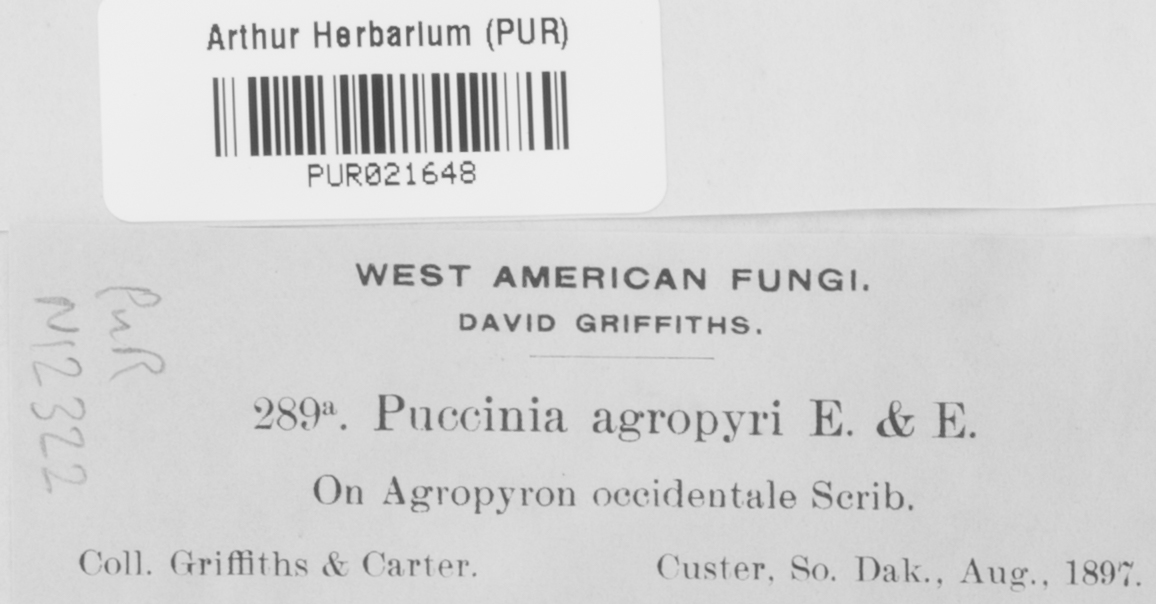 Arthur Herbarium (PUR)
PUR021648
WEST AMERICAN FUNGI.
DAVID GRIFFITHS.
289a. Puccinia agropyri E. & E.
On Agropyron occidentale Scrib.
Coll. Griffiths & Carter. Custer, So. Dak., Aug., 1897.
PUR
N12322